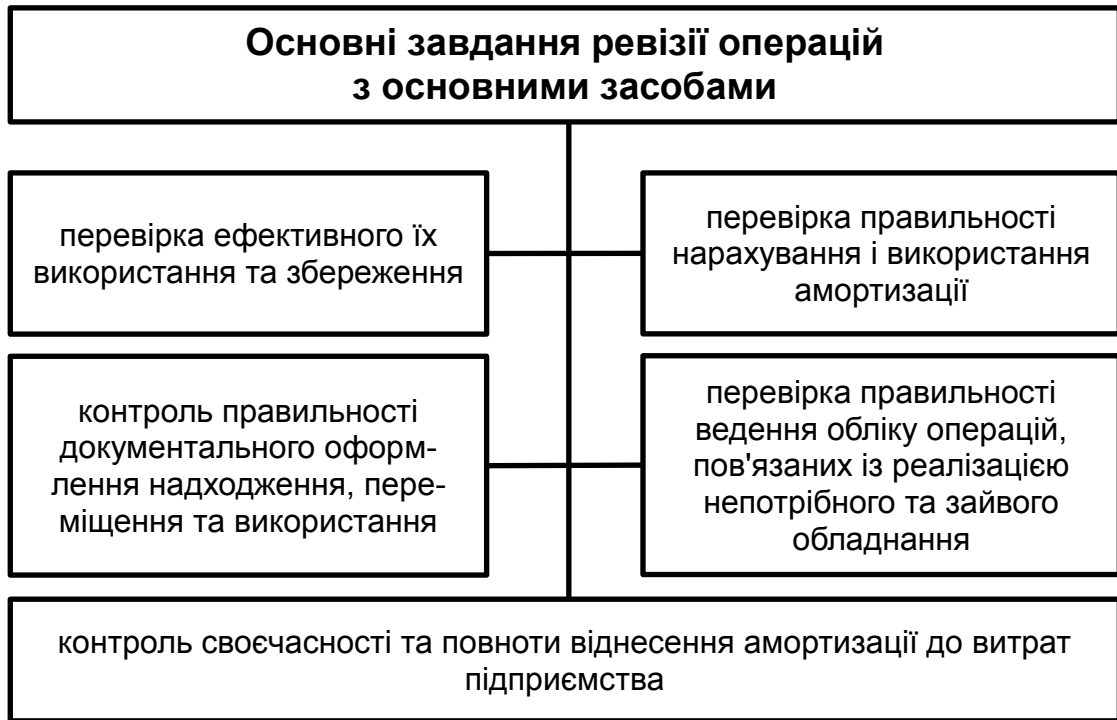 Основні завдання ревізії операцій
з основними засобами
перевірка ефективного їх
використання та збереження
перевірка правильності
нарахування і використання
амортизації
контроль правильності
документального оформ-
лення надходження, пере-
міщення та використання
перевірка правильності
ведення обліку операцій,
пов'язаних із реалізацією
непотрібного та зайвого
обладнання
контроль своєчасності та повноти віднесення амортизації до витрат
підприємства